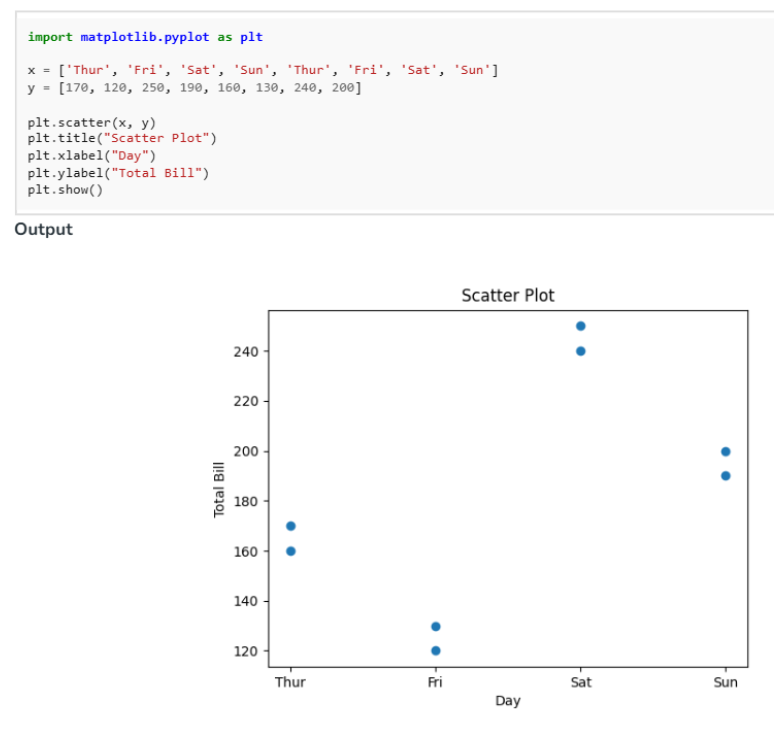 import matplotlib.pyplot as plt
x = ['Thur', 'Fri', 'Sat', 'Sun', 'Thur', 'Fri', 'Sat', 'Sun']
y = [170, 120, 250, 190, 160, 130, 240, 200]
plt.scatter(x, y)
plt.title("Scatter Plot")
plt.xlabel("Day")
plt.ylabel("Total Bill")
plt.show()
Output
Scatter Plot
240
220
200
180
160
140
120
Total Bill
Thur Fri Sat Sun
Day